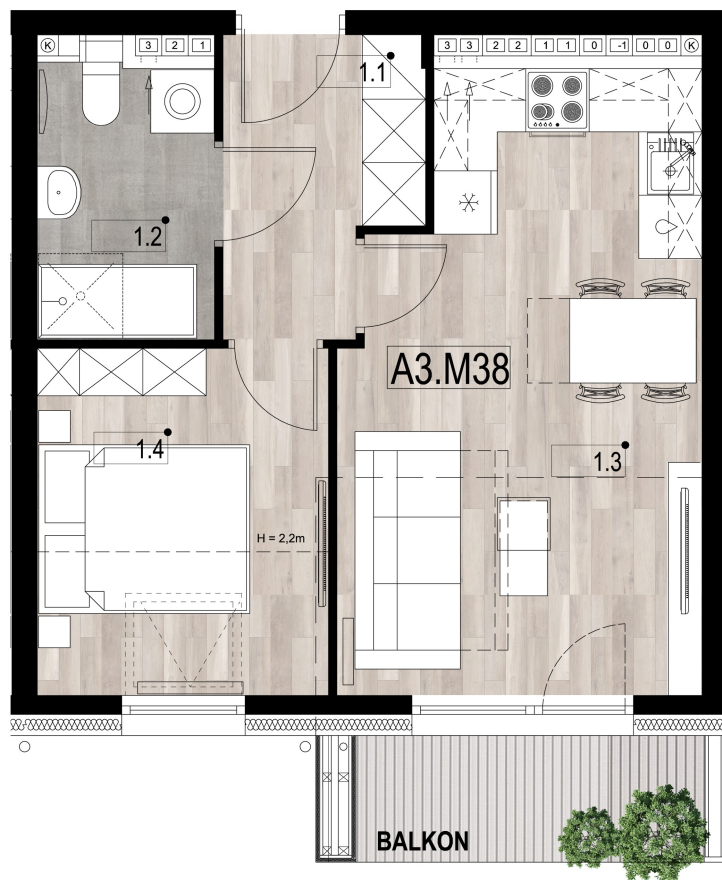 K 3 2 1
3 3 2 2 1 1 0 -1 0 0 K
1.1
1.2
A3.M38
1.4
1.3
H = 2,2m
BALKON